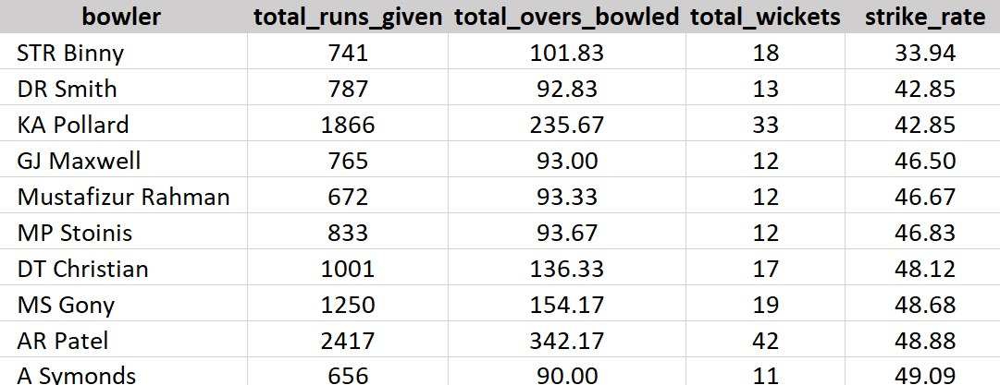 bowler total_runs_given total_overs_bowled total_wickets strike_rate
STR Binny 741 101.83 18 33.94
DR Smith 787 92.83 13 42.85
KA Pollard 1866 235.67 33 42.85
GJ Maxwell 765 93.00 12 46.50
Mustafizur Rahman 672 93.33 12 46.67
MP Stoinis 833 93.67 12 46.83
DT Christian 1001 136.33 17 48.12
MS Gony 1250 154.17 19 48.68
AR Patel 2417 342.17 42 48.88
A Symonds 656 90.00 11 49.09